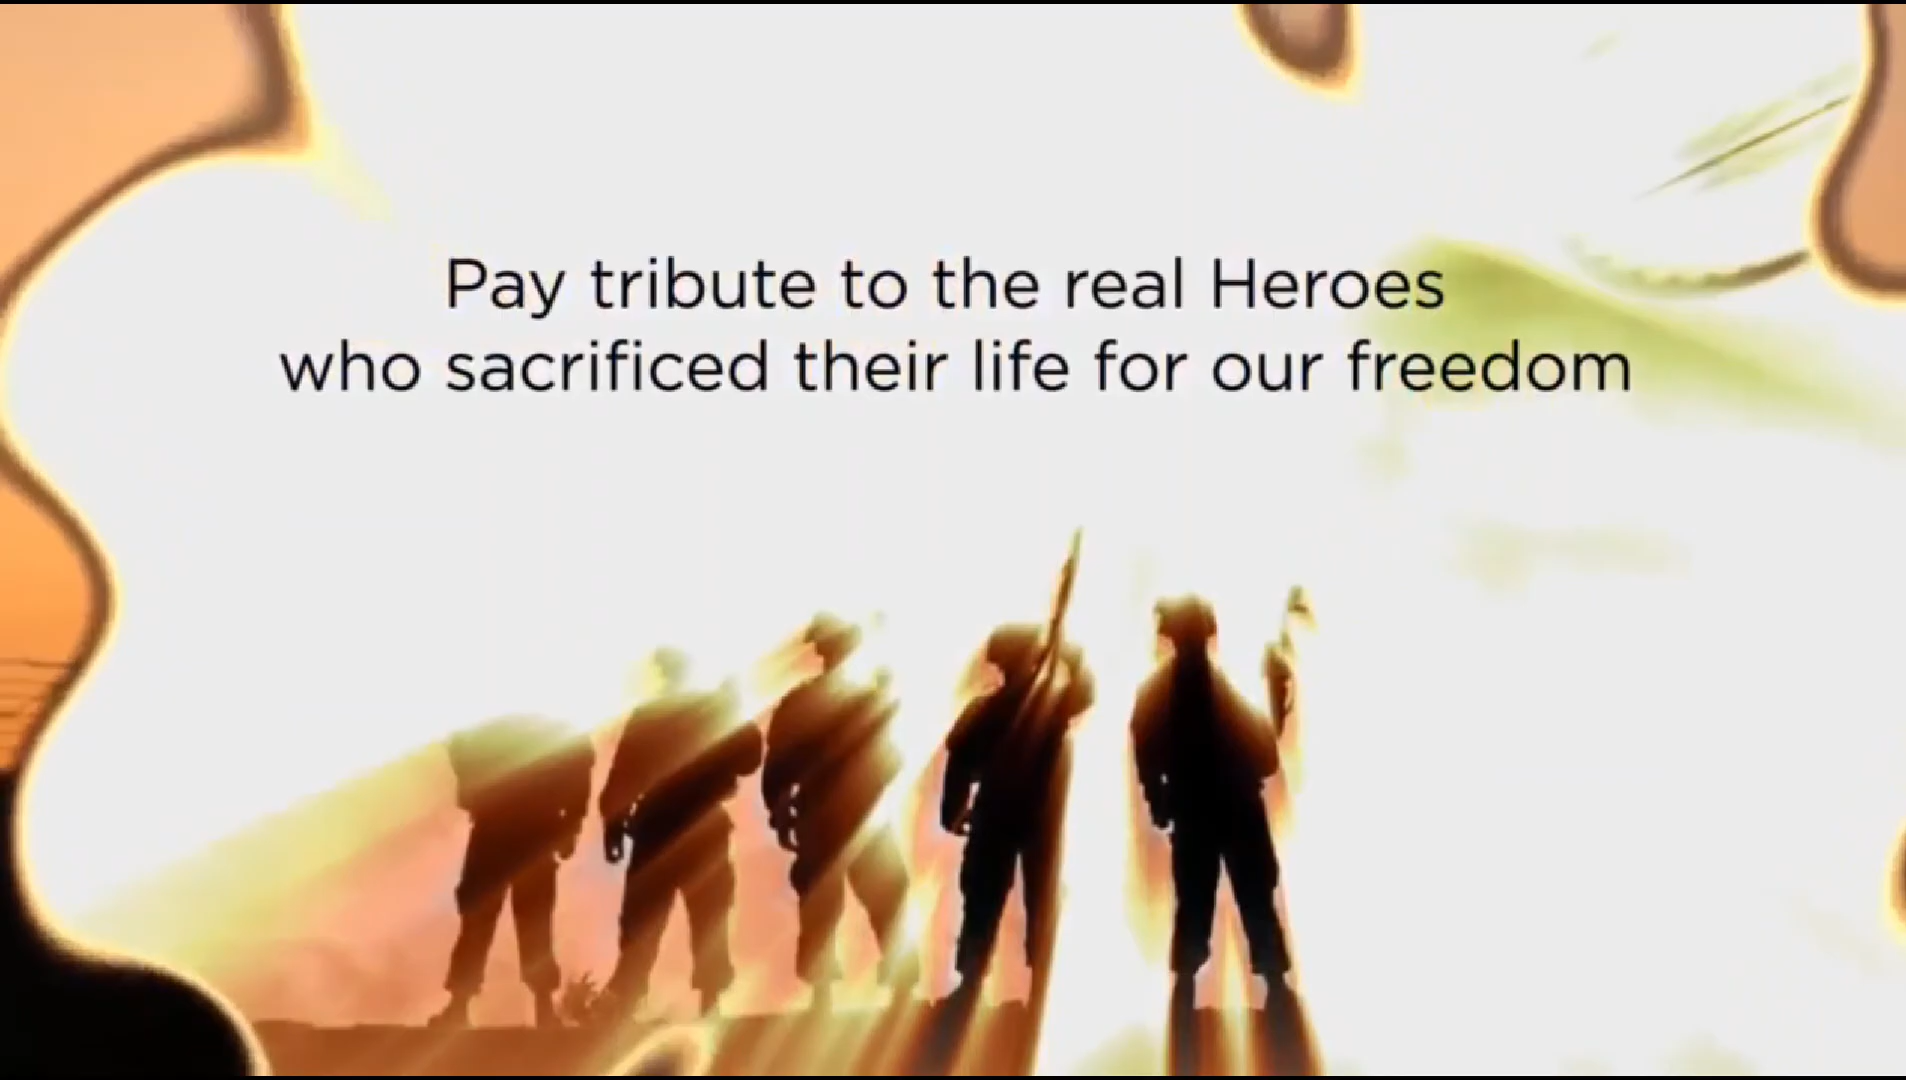 Pay tribute to the real Heroes
who sacrificed their life for our freedom